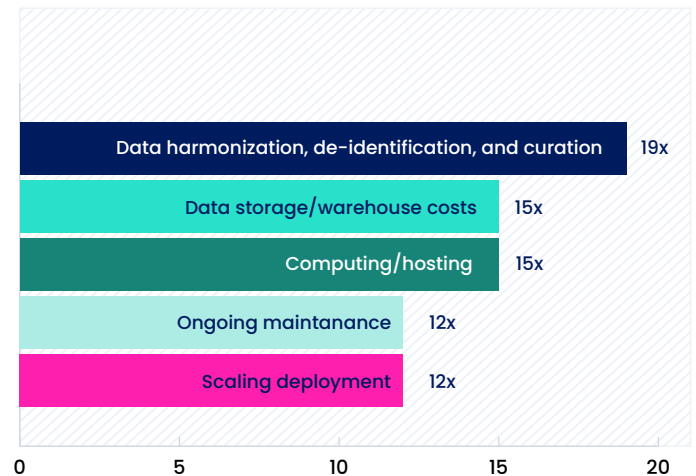 Data harmonization, de-identification, and curation 19x
Data storage/warehouse costs 15x
Computing/hosting 15x
Ongoing maintanance 12x
Scaling deployment 12x
0 5 10 15 20